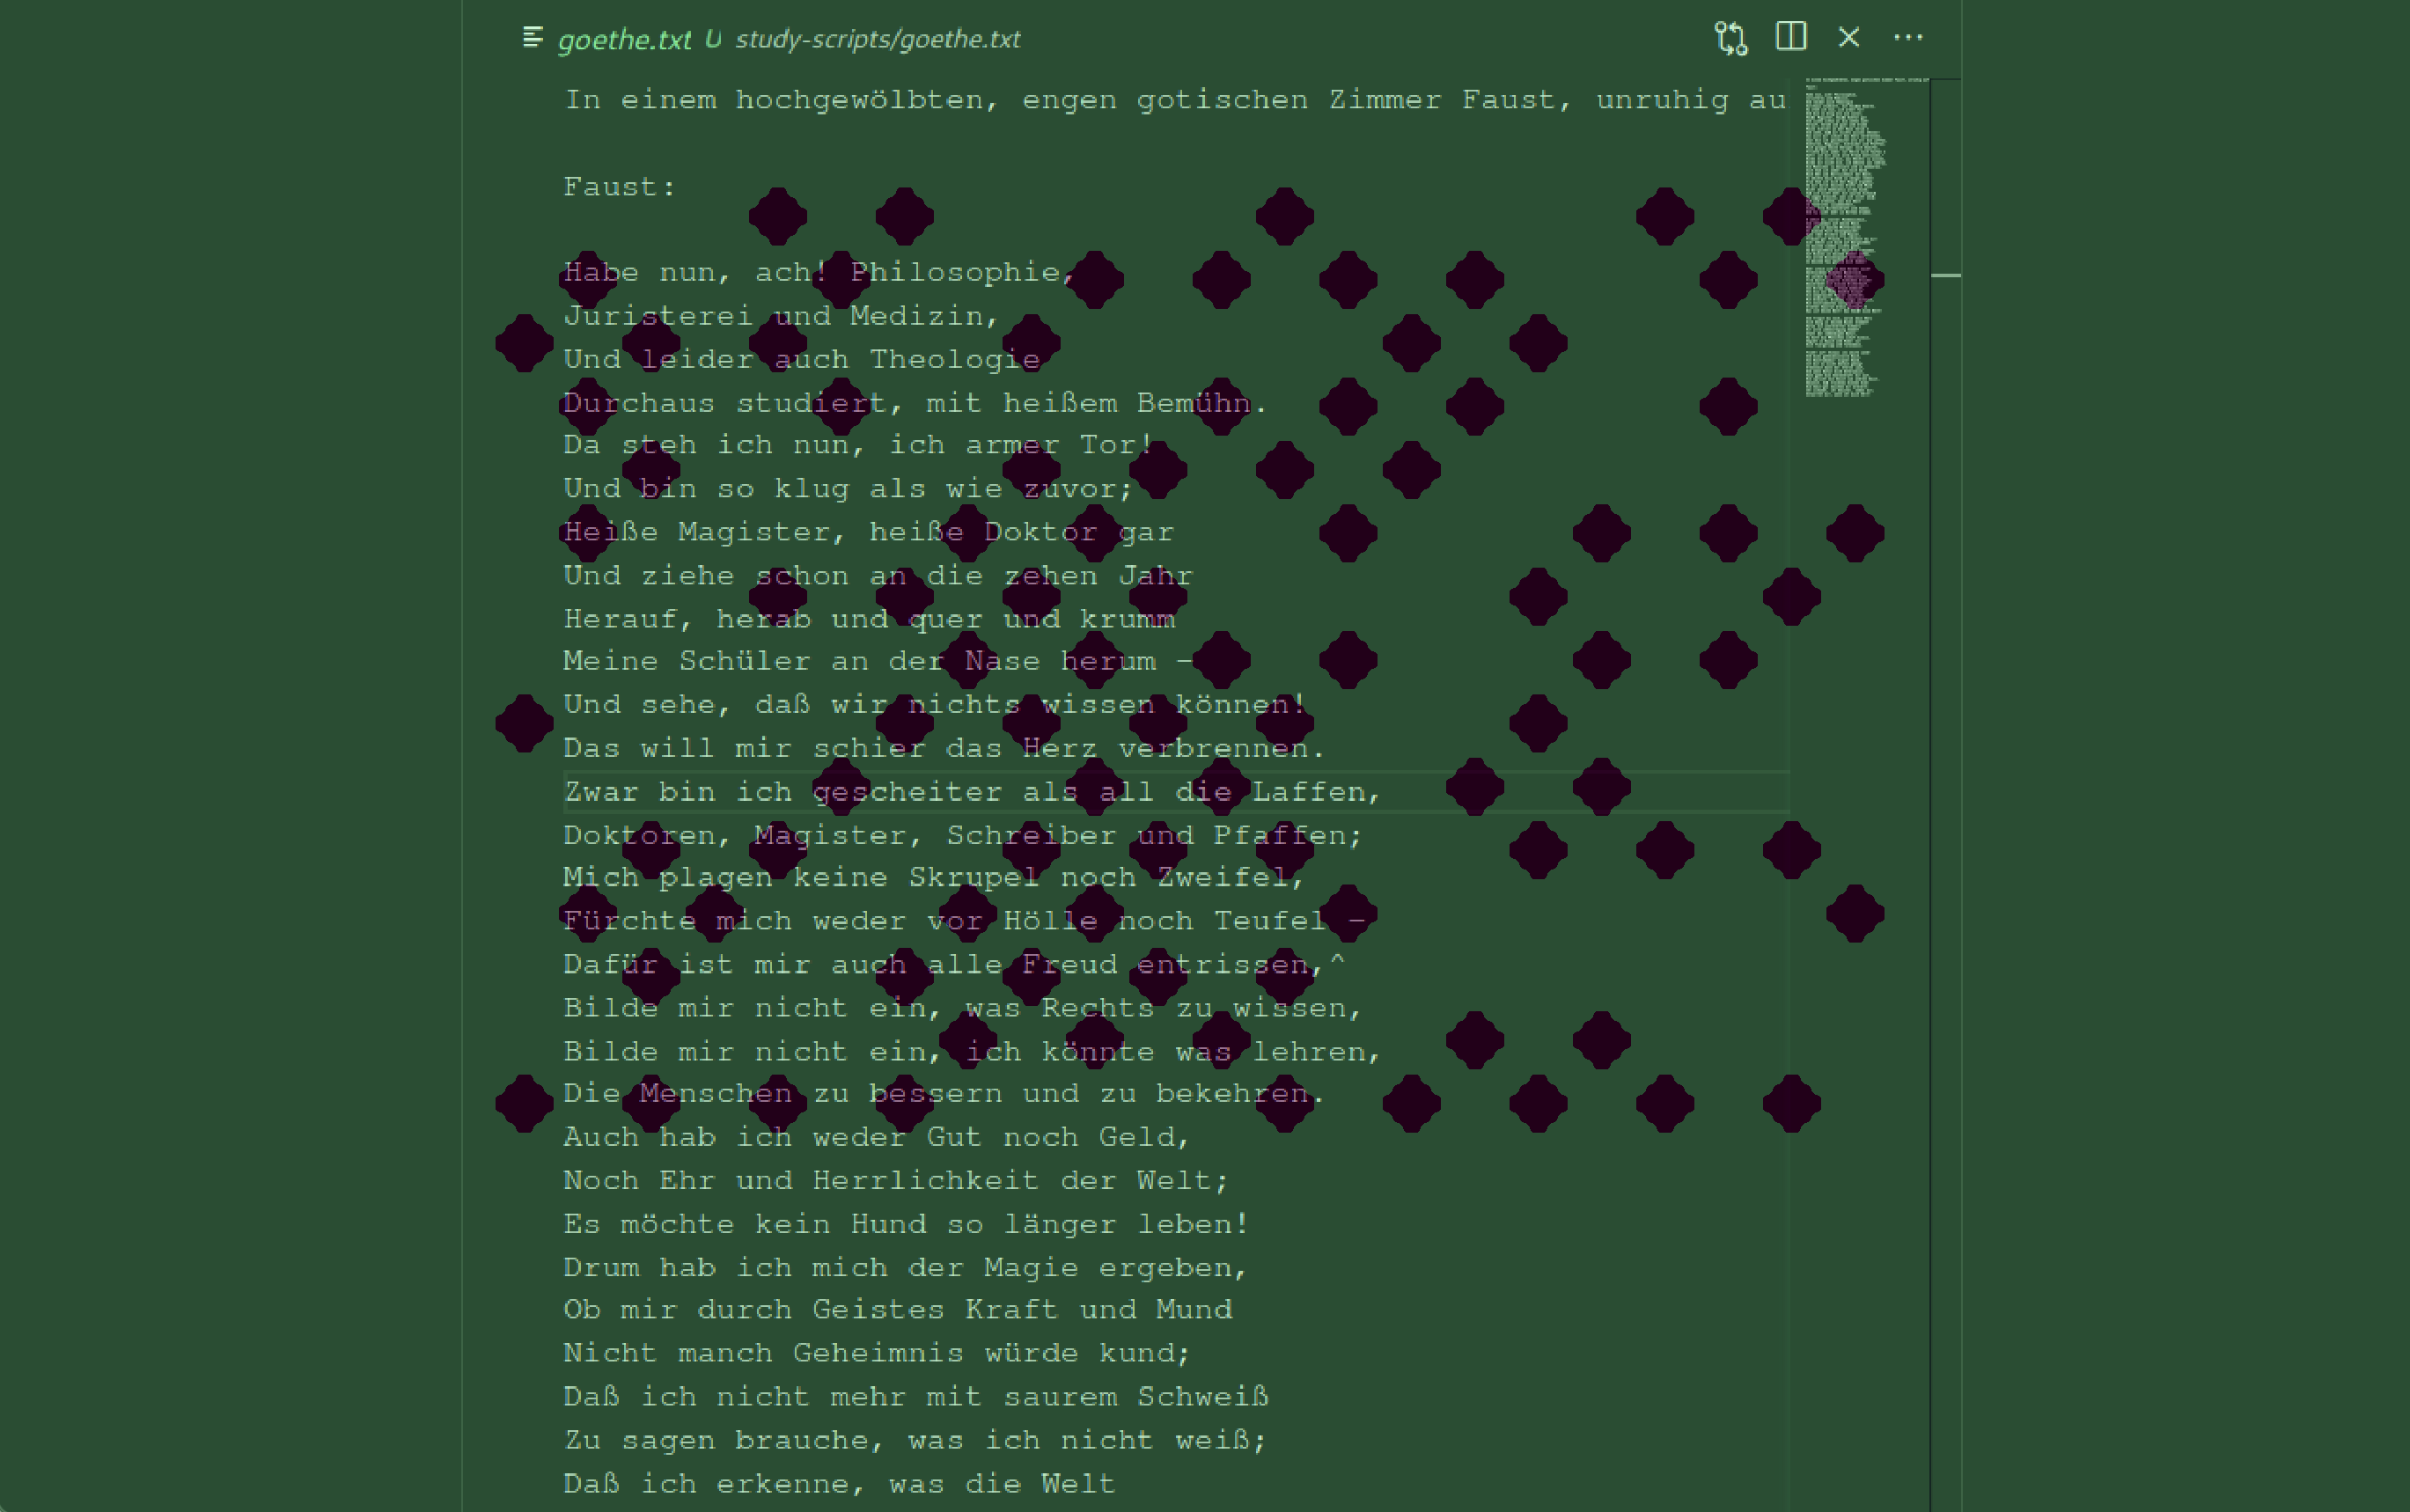 goethe.txt U study-scripts/goethe.txt
In einem hochgewölbten, engen gotischen Zimmer Faust, unruhig au
Faust:
Habe nun, ach! Philosophie,
Juristerei und Medizin,
Und leider auch Theologie
Durchaus studiert, mit heißem Bemühn.
Da steh ich nun, ich armer Tor!
Und bin so klug als wie zuvor;
Heiße Magister, heiße Doktor gar
Und ziehe schon an die zehen Jahr
Herauf, herab und quer und krumm
Meine Schüler an der Nase herum –
Und sehe, daß wir nichts wissen können!
Das will mir schier das Herz verbrennen.
Zwar bin ich gescheiter als all die Laffen,
Doktoren, Magister, Schreiber und Pfaffen;
Mich plagen keine Skrupel noch Zweifel,
Fürchte mich weder vor Hölle noch Teufel –
Dafür ist mir auch alle Freud entrissen,^
Bilde mir nicht ein, was Rechts zu wissen,
Bilde mir nicht ein, ich könnte was lehren,
Die Menschen zu bessern und zu bekehren.
Auch hab ich weder Gut noch Geld,
Noch Ehr und Herrlichkeit der Welt;
Es möchte kein Hund so länger leben!
Drum hab ich mich der Magie ergeben,
Ob mir durch Geistes Kraft und Mund
Nicht manch Geheimnis würde kund;
Daß ich nicht mehr mit saurem Schweiß
Zu sagen brauche, was ich nicht weiß;
Daß ich erkenne, was die Welt